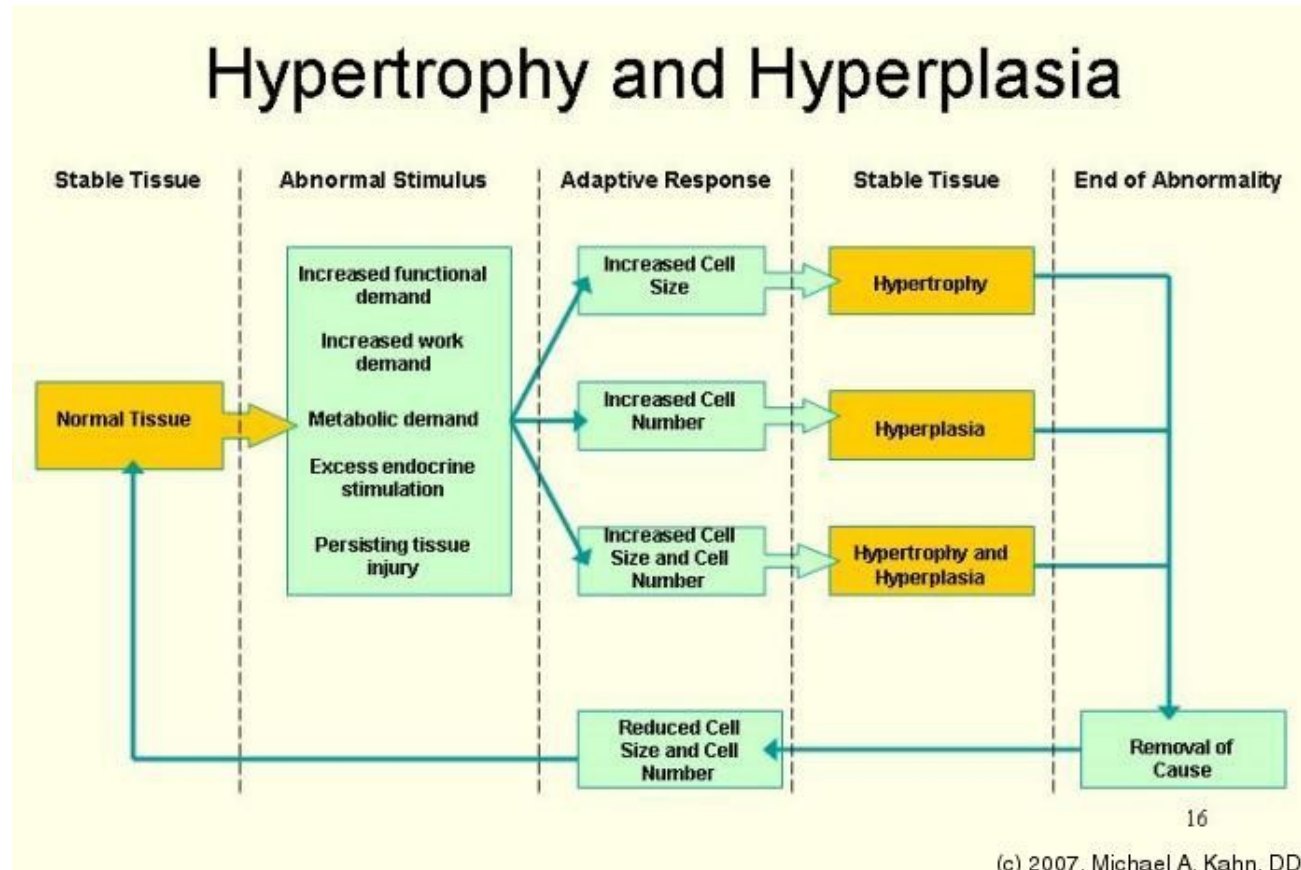 Hypertrophy and Hyperplasia
Stable Tissue
Abnormal Stimulus
Adaptive Response
Stable Tissue
End of Abnormality
Normal Tissue
Increased functional
demand
Increased work
demand
Metabolic demand
Excess endocrine
stimulation
Persisting tissue
injury
Increased Cell
Size
Increased Cell
Number
Increased Cell
Size and Cell
Number
Hypertrophy
Hyperplasia
Hypertrophy and
Hyperplasia
Reduced Cell
Size and Cell
Number
Removal of
Cause
16
(c) 2007, Michael A. Kahn, DD